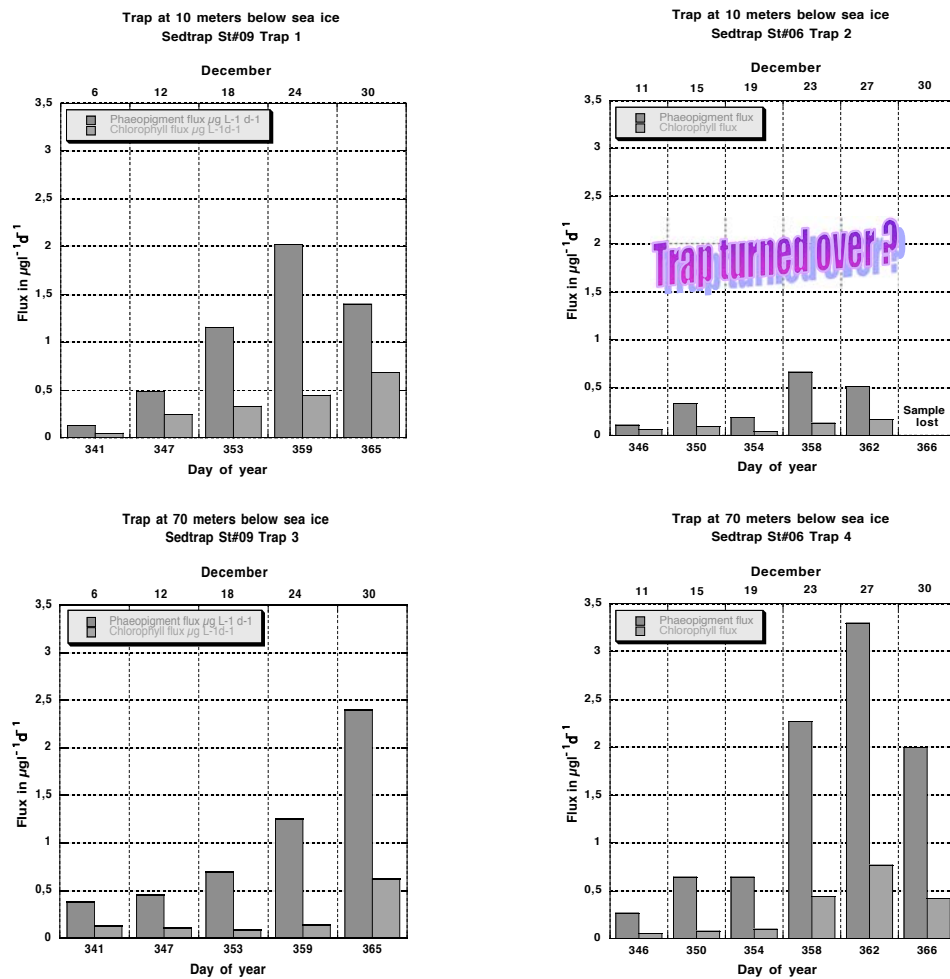 Trap at 10 meters below sea ice
Sedtrap St#09 Trap 1
December
6 12 18 24 30
3,5
3
2,5
2
1,5
1
0,5
0
Phaeopigment flux µg L-1 d-1
Chlorophyll flux µg L-1d-1
Flux in µgl⁻¹d⁻¹
341 347 353 359 365
Day of year
Trap at 10 meters below sea ice
Sedtrap St#06 Trap 2
December
11 15 19 23 27 30
3,5
3
2,5
2
1,5
1
0,5
0
Phaeopigment flux
Chlorophyll flux
Trap turned over ?
Sample
lost
Flux in µgl⁻¹d⁻¹
346 350 354 358 362 366
Day of year
Trap at 70 meters below sea ice
Sedtrap St#09 Trap 3
December
6 12 18 24 30
3,5
3
2,5
2
1,5
1
0,5
0
Phaeopigment flux µg L-1 d-1
Chlorophyll flux µg L-1d-1
Flux in µgl⁻¹d⁻¹
341 347 353 359 365
Day of year
Trap at 70 meters below sea ice
Sedtrap St#06 Trap 4
December
11 15 19 23 27 30
3,5
3
2,5
2
1,5
1
0,5
0
Phaeopigment flux
Chlorophyll flux
Flux in µgl⁻¹d⁻¹
346 350 354 358 362 366
Day of year